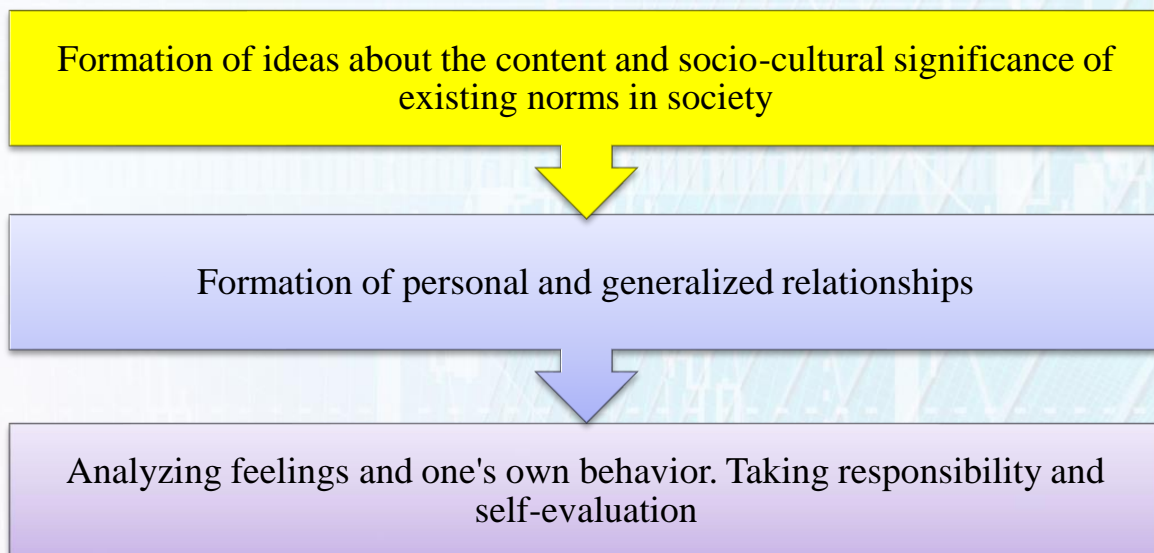 Formation of ideas about the content and socio-cultural significance of
existing norms in society
Formation of personal and generalized relationships
Analyzing feelings and one's own behavior. Taking responsibility and
self-evaluation